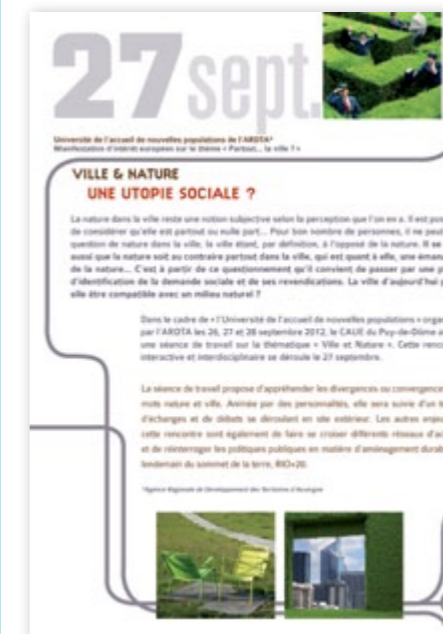 27 sept.
Université de l'accueil de nouvelles populations de l'ARDTA*
Manifestation d'intérêt européen sur le thème « Partout... la ville ? »
VILLE & NATURE
UNE UTOPIE SOCIALE ?
La nature dans la ville reste une notion subjective selon la perception que l'on en a. Il est
de considérer qu'elle est partout ou nulle part... Pour bon nombre de personnes, il ne peut
question de nature dans la ville, la ville étant, par définition, à l'opposé de la nature. Il se
aussi que la nature soit au contraire partout dans la ville, qui est quant à elle, une
de la nature... C'est à partir de ce questionnement qu'il convient de passer par une
d'identification de la demande sociale et de ses revendications. La ville d'aujourd'hui
elle être compatible avec un milieu naturel ?
Dans le cadre de « l'Université de l'accueil de nouvelles populations »
par l'ARDTA les 26, 27 et 28 septembre 2012, le CAUE du Puy-de-Dôme
une séance de travail sur la thématique « Ville et Nature ». Cette
interactive et interdisciplinaire se déroule le 27 septembre.
La séance de travail propose d'appréhender les divergences ou
mots nature et ville. Animée par des personnalités, elle sera suivie d'un
d'échanges et de débats se déroulant en site extérieur. Les autres
cette rencontre sont également de faire se croiser différents réseaux
et de réinterroger les politiques publiques en matière d'aménagement
lendemain du sommet de la terre, RIO+20.
*Agence Régionale de Développement des Territoires d'Auvergne